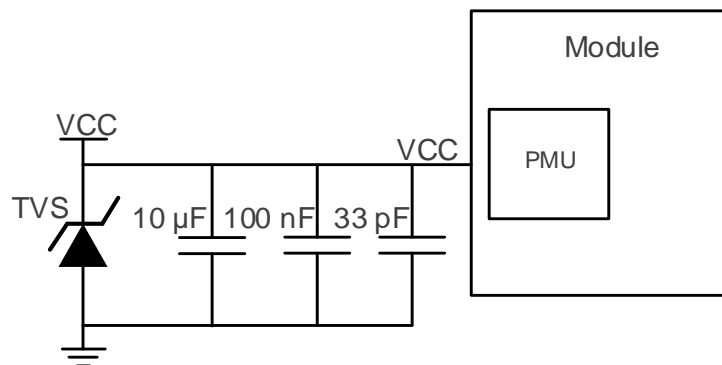 Module
VCC
VCC
PMU
TVS
10 µF
100 nF
33 pF